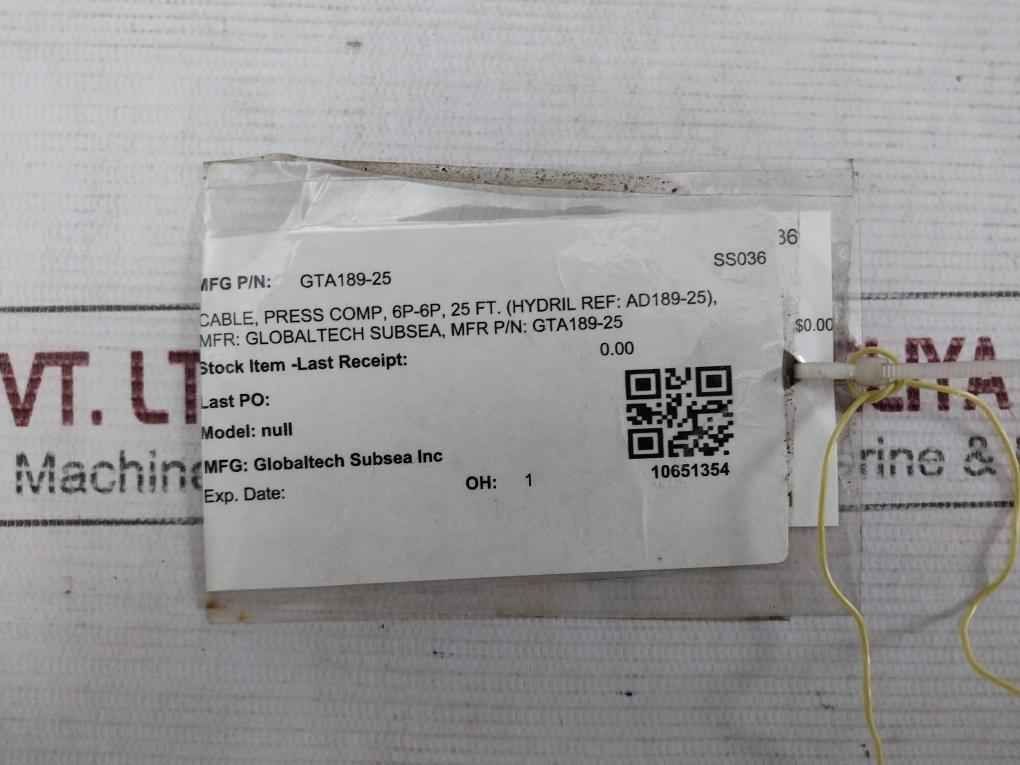 36
SS036
MFG P/N: GTA189-25
CABLE, PRESS COMP, 6P-6P, 25 FT. (HYDRIL REF: AD189-25),
MFR: GLOBALTECH SUBSEA, MFR P/N: GTA189-25
$0.00
Stock Item -Last Receipt: 0.00
Last PO:
Model: null
MFG: Globaltech Subsea Inc
10651354
Exp. Date: OH: 1
VT. LT
LIYA
Machine
rine &